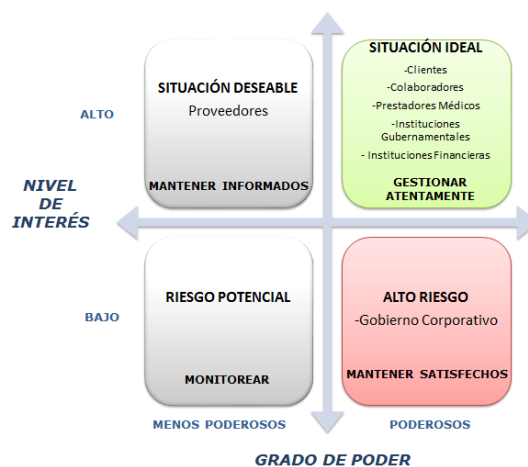 SITUACIÓN IDEAL
-Clientes
-Colaboradores
-Prestadores Médicos
-Instituciones
Gubernamentales
- Instituciones Financieras
GESTIONAR
ATENTAMENTE
SITUACIÓN DESEABLE
Proveedores
MANTENER INFORMADOS
ALTO
NIVEL
DE
INTERÉS
BAJO
RIESGO POTENCIAL
MONITOREAR
ALTO RIESGO
-Gobierno Corporativo
MANTENER SATISFECHOS
MENOS PODEROSOS
PODEROSOS
GRADO DE PODER